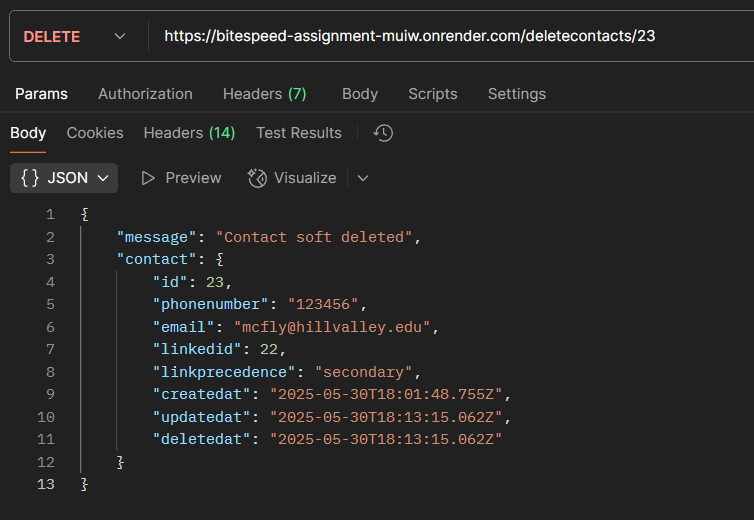 DELETE https://bitespeed-assignment-muiw.onrender.com/deletecontacts/23
Params Authorization Headers (7) Body Scripts Settings
Body Cookies Headers (14) Test Results
{} JSON Preview Visualize
1 {
2 "message": "Contact soft deleted",
3 "contact": {
4 "id": 23,
5 "phonenumber": "123456",
6 "email": "mcfly@hillvalley.edu",
7 "linkedid": 22,
8 "linkprecedence": "secondary",
9 "createdat": "2025-05-30T18:01:48.755Z",
10 "updatedat": "2025-05-30T18:13:15.062Z",
11 "deletedat": "2025-05-30T18:13:15.062Z"
12 }
13 }